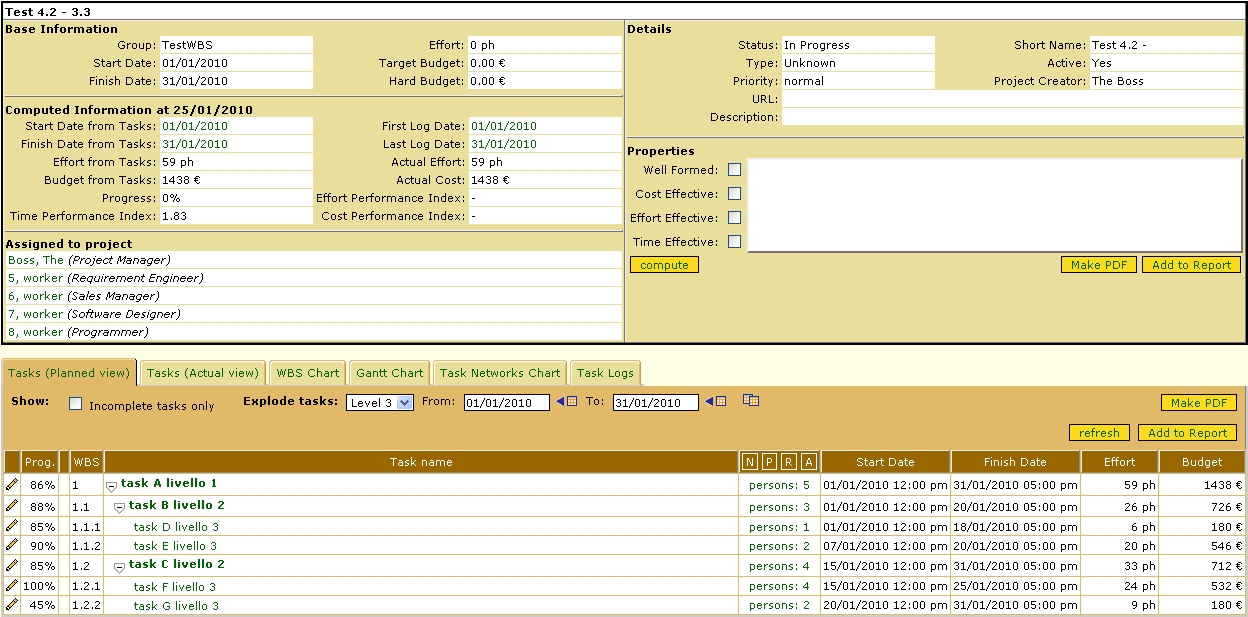 Test 4.2 - 3.3
Base Information
Group: TestWBS Effort: 0 ph
Start Date: 01/01/2010 Target Budget: 0.00 €
Finish Date: 31/01/2010 Hard Budget: 0.00 €
Computed Information at 25/01/2010
Start Date from Tasks: 01/01/2010 First Log Date: 01/01/2010
Finish Date from Tasks: 31/01/2010 Last Log Date: 31/01/2010
Effort from Tasks: 59 ph Actual Effort: 59 ph
Budget from Tasks: 1438 € Actual Cost: 1438 €
Progress: 0% Effort Performance Index: -
Time Performance Index: 1.83 Cost Performance Index: -
Assigned to project
Boss, The (Project Manager)
5, worker (Requirement Engineer)
6, worker (Sales Manager)
7, worker (Software Designer)
8, worker (Programmer)
Details
Status: In Progress Short Name: Test 4.2 -
Type: Unknown Active: Yes
Priority: normal Project Creator: The Boss
URL:
Description:
Properties
Well Formed:
Cost Effective:
Effort Effective:
Time Effective:
compute Make PDF Add to Report
Tasks (Planned view) Tasks (Actual view) WBS Chart Gantt Chart Task Networks Chart Task Logs
Show: Incomplete tasks only Explode tasks: Level 3 From: 01/01/2010 To: 31/01/2010 Make PDF
refresh Add to Report
Prog. WBS Task name N P R A Start Date Finish Date Effort Budget
86% 1 task A livello 1 persons: 5 01/01/2010 12:00 pm 31/01/2010 05:00 pm 59 ph 1438 €
88% 1.1 task B livello 2 persons: 3 01/01/2010 12:00 pm 20/01/2010 05:00 pm 26 ph 726 €
85% 1.1.1 task D livello 3 persons: 1 01/01/2010 12:00 pm 18/01/2010 05:00 pm 6 ph 180 €
90% 1.1.2 task E livello 3 persons: 2 07/01/2010 12:00 pm 20/01/2010 05:00 pm 20 ph 546 €
85% 1.2 task C livello 2 persons: 4 15/01/2010 12:00 pm 31/01/2010 05:00 pm 33 ph 712 €
100% 1.2.1 task F livello 3 persons: 4 15/01/2010 12:00 pm 25/01/2010 05:00 pm 24 ph 532 €
45% 1.2.2 task G livello 3 persons: 2 20/01/2010 12:00 pm 31/01/2010 05:00 pm 9 ph 180 €